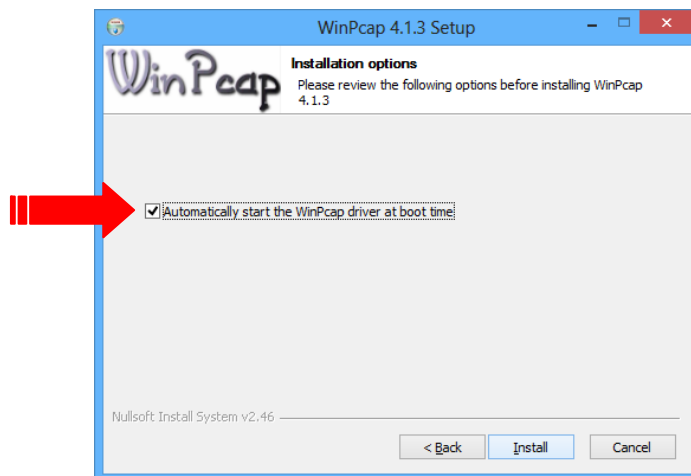 WinPcap 4.1.3 Setup
WinPcap
Installation options
Please review the following options before installing WinPcap
4.1.3
Automatically start the WinPcap driver at boot time
Nullsoft Install System v2.46
< Back
Install
Cancel